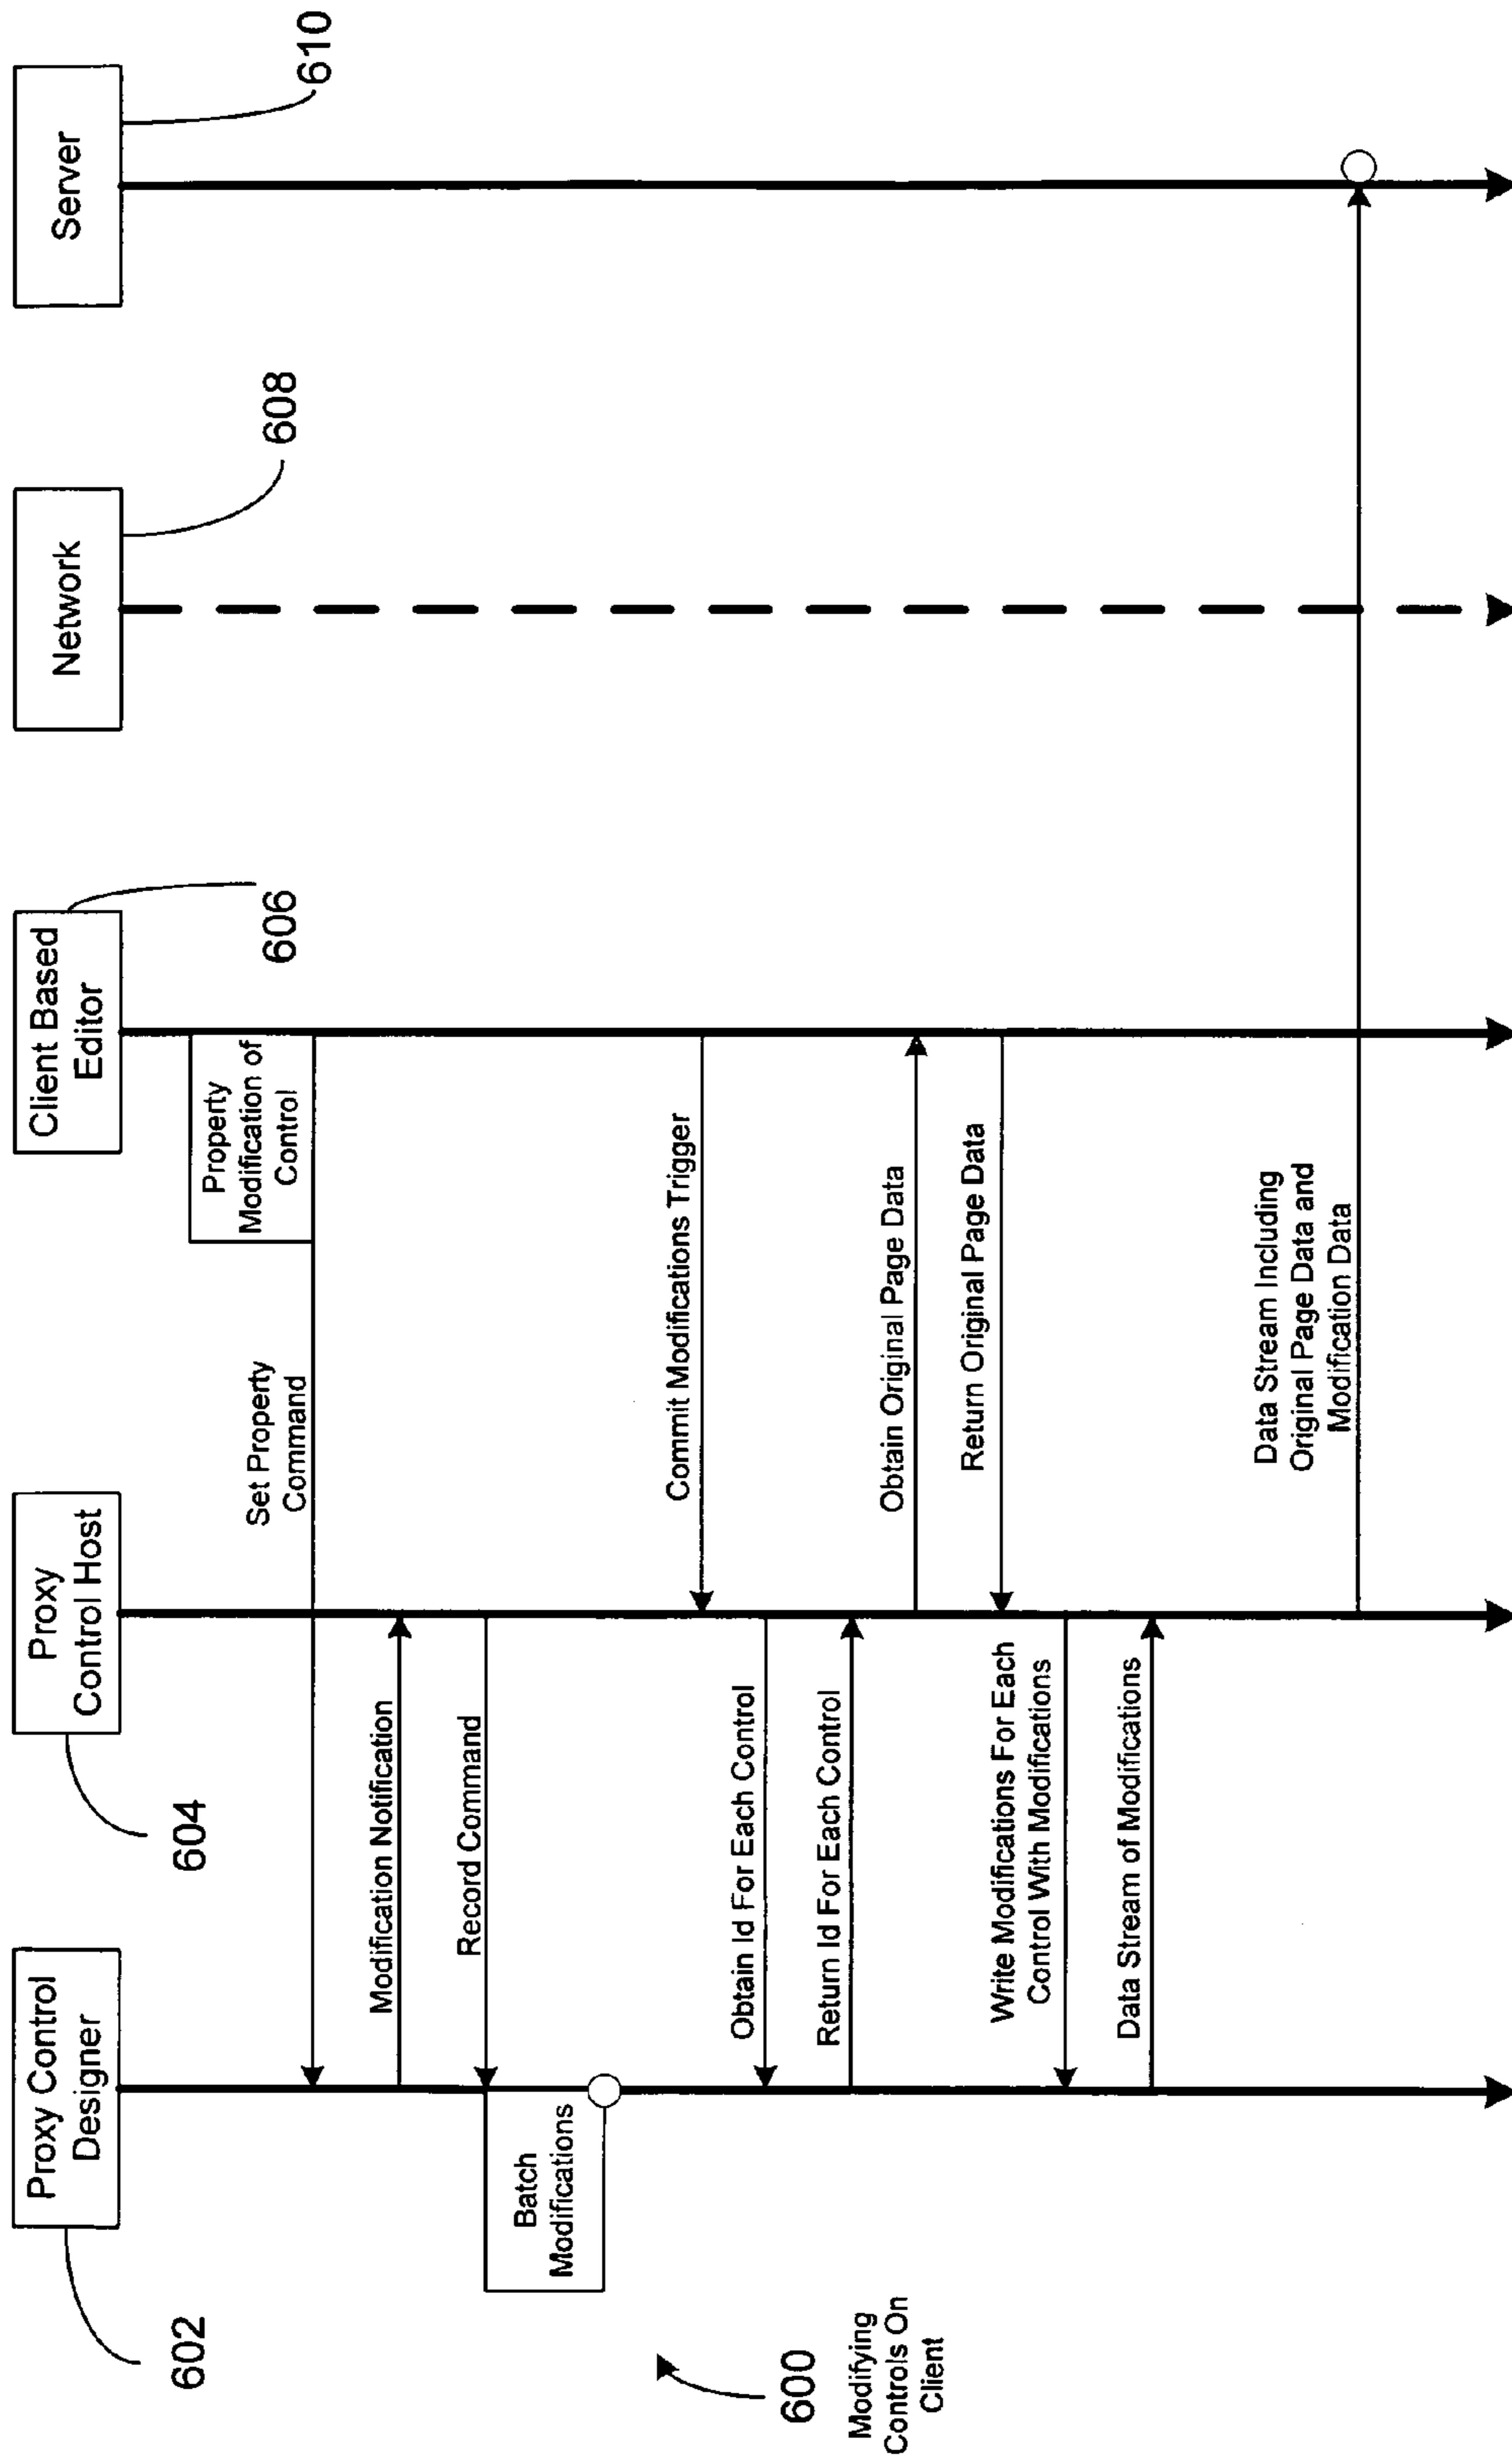 Proxy Control
Designer
602
Proxy
Control Host
604
Client Based
Editor
606
Network
608
Server
610
Property
Modification of
Control
Set Property
Command
Modification Notification
Record Command
Batch
Modifications
Commit Modifications Trigger
Obtain Id For Each Control
Return Id For Each Control
Obtain Original Page Data
Return Original Page Data
Write Modifications For Each
Control With Modifications
Data Stream of Modifications
Data Stream Including
Original Page Data and
Modification Data
600
Modifying
Controls On
Client